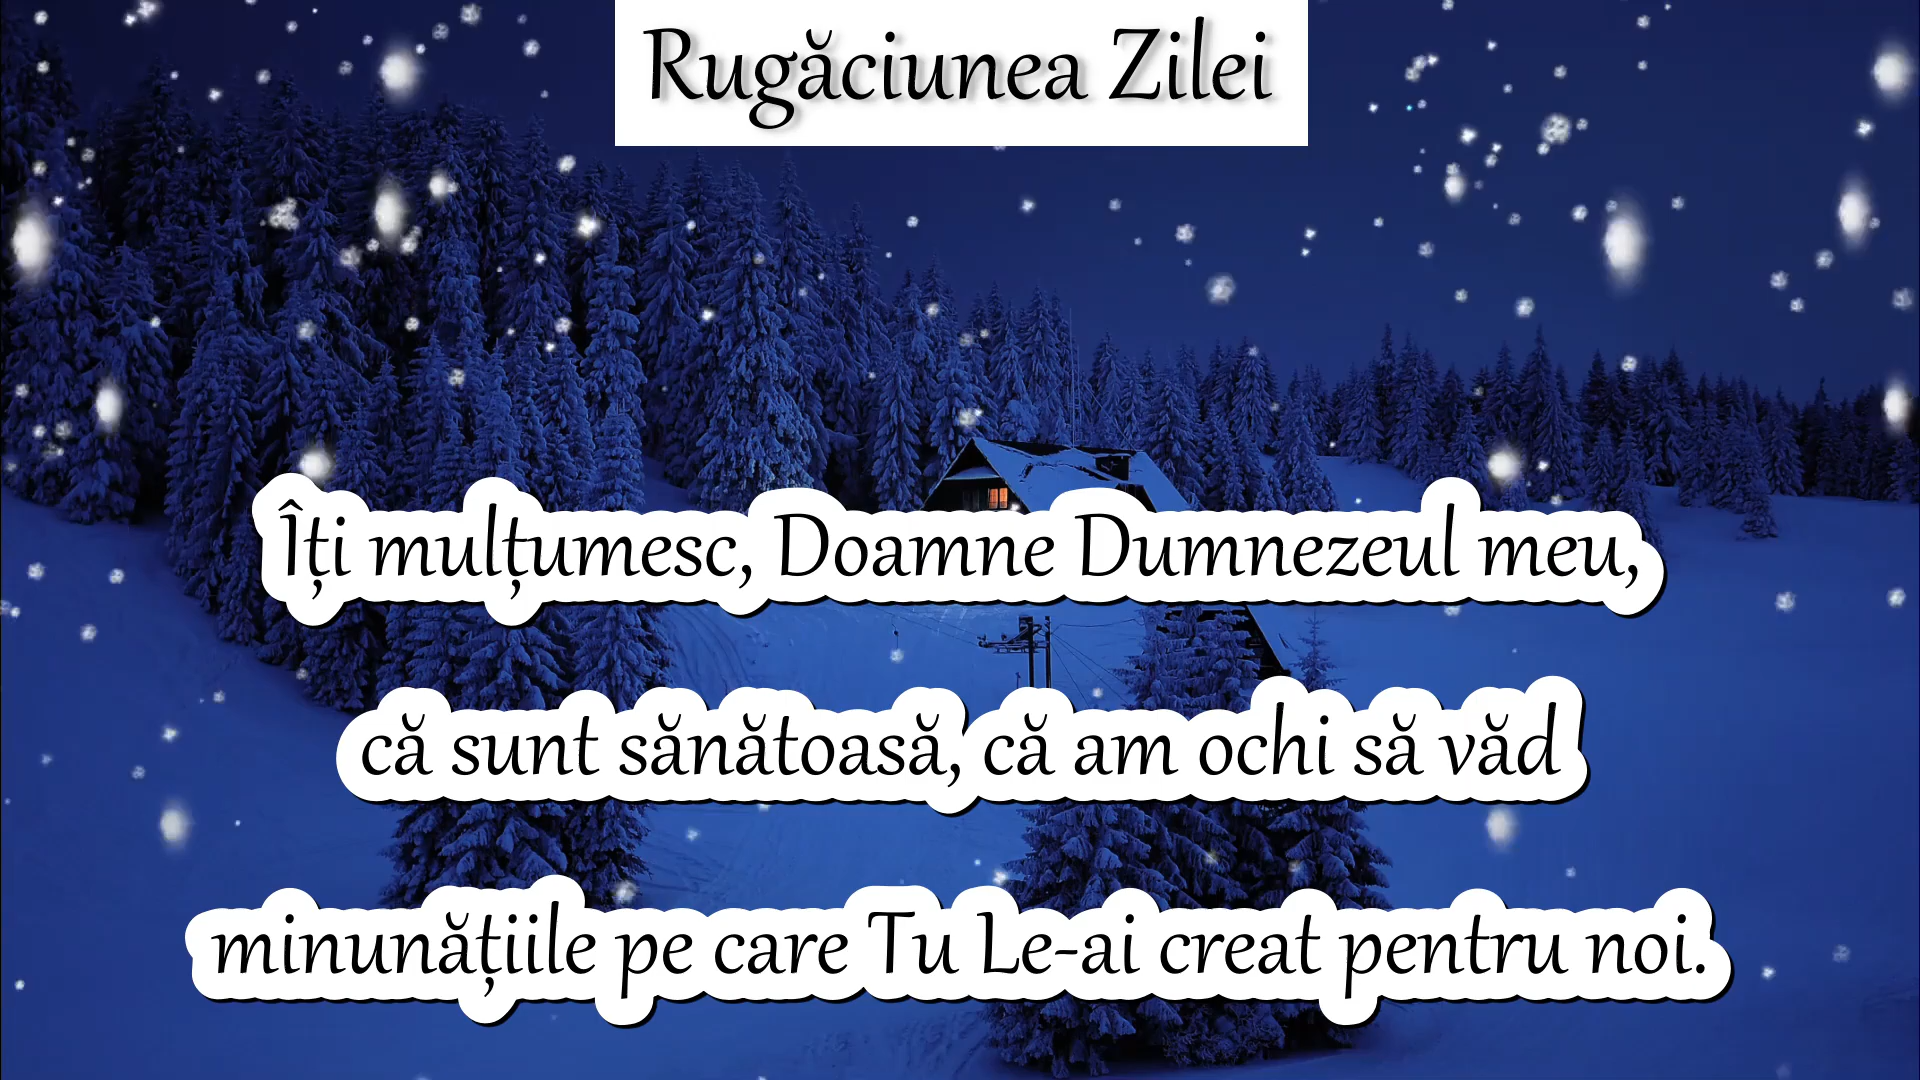 Rugăciunea Zilei
Îți mulțumesc, Doamne Dumnezeul meu,
că sunt sănătoasă, că am ochi să văd
minunățiile pe care Tu Le-ai creat pentru noi.